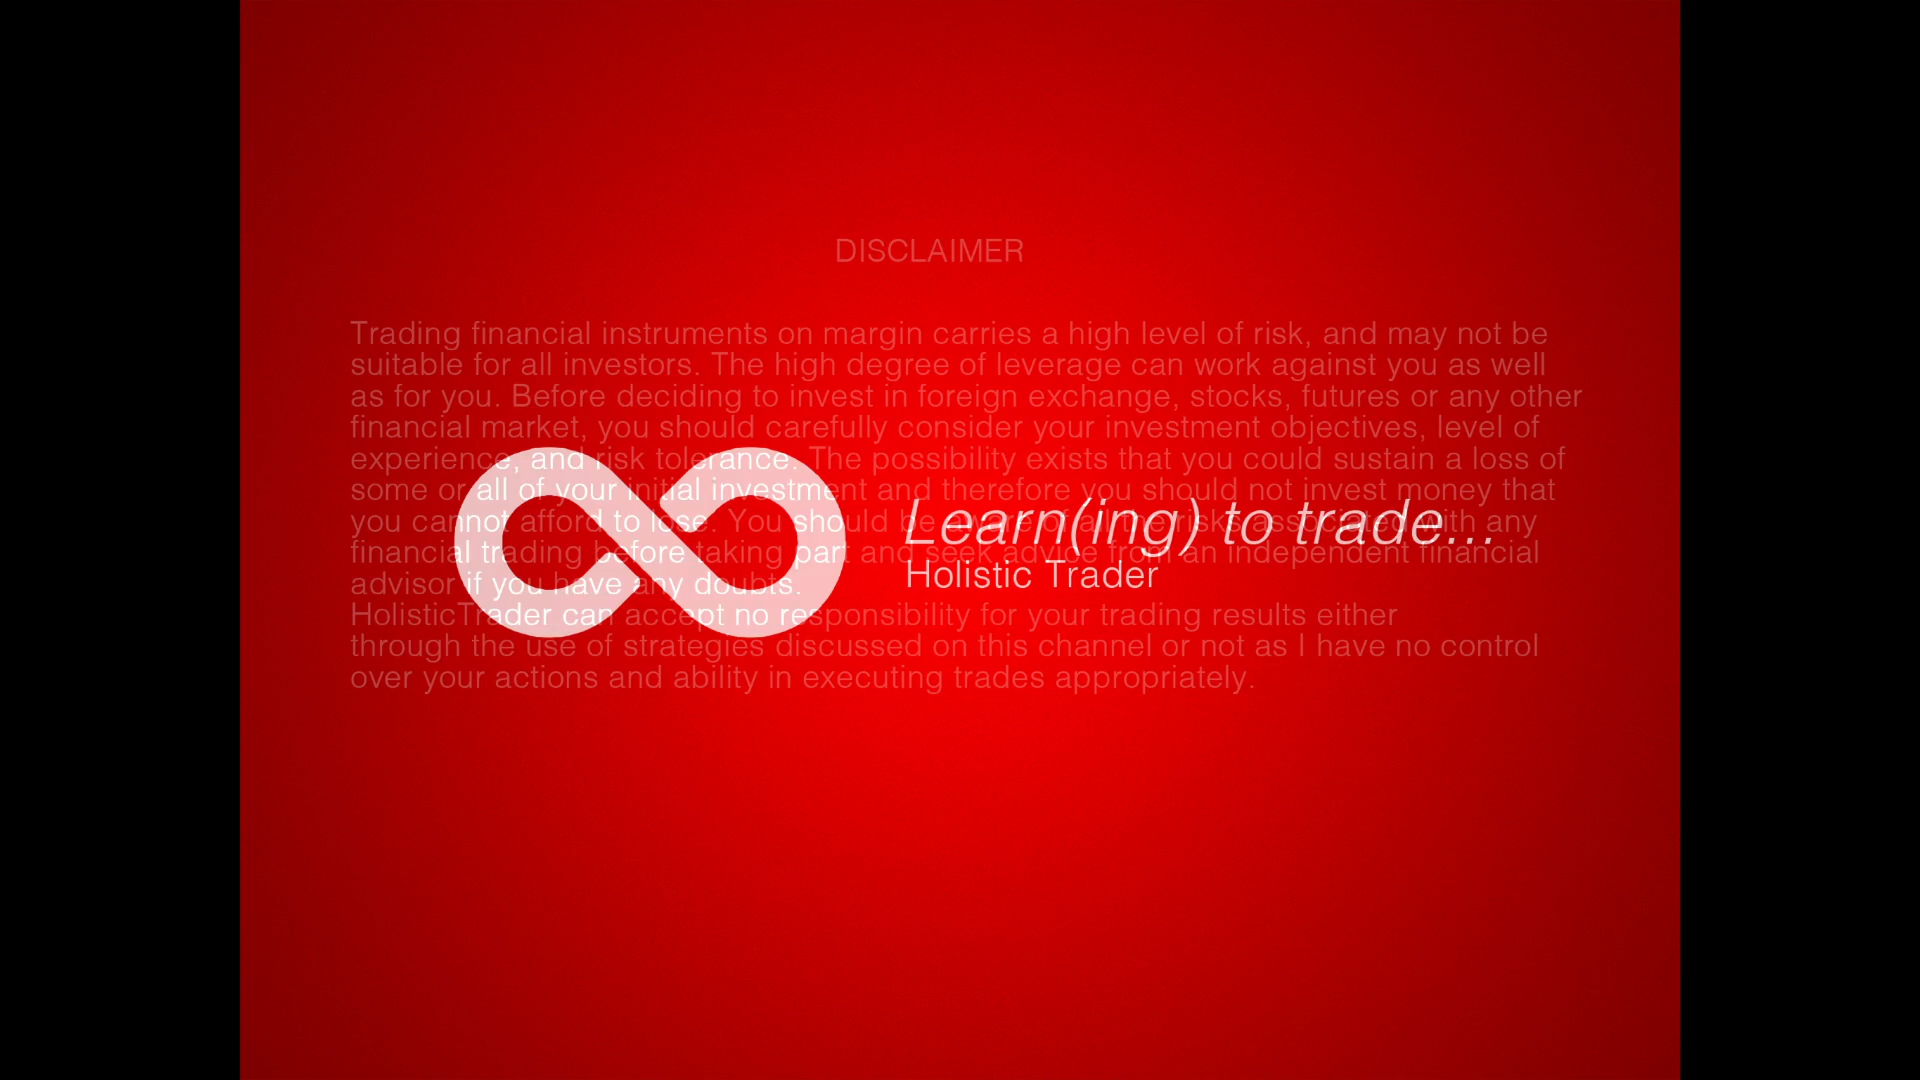 DISCLAIMER
Trading financial instruments on margin carries a high level of risk, and may not be
suitable for all investors. The high degree of leverage can work against you as well
as for you. Before deciding to invest in foreign exchange, stocks, futures or any other
financial market, you should carefully consider your investment objectives, level of
experience, and risk tolerance. The possibility exists that you could sustain a loss of
some or all of your initial investment and therefore you should not invest money that
you cannot afford to lose. You should be aware of all the risks associated with any
financial trading before taking part and seek advice from an independent financial
advisor if you have any doubts.
HolisticTrader can accept no responsibility for your trading results either
through the use of strategies discussed on this channel or not as I have no control
over your actions and ability in executing trades appropriately.
Learn(ing) to trade...
Holistic Trader